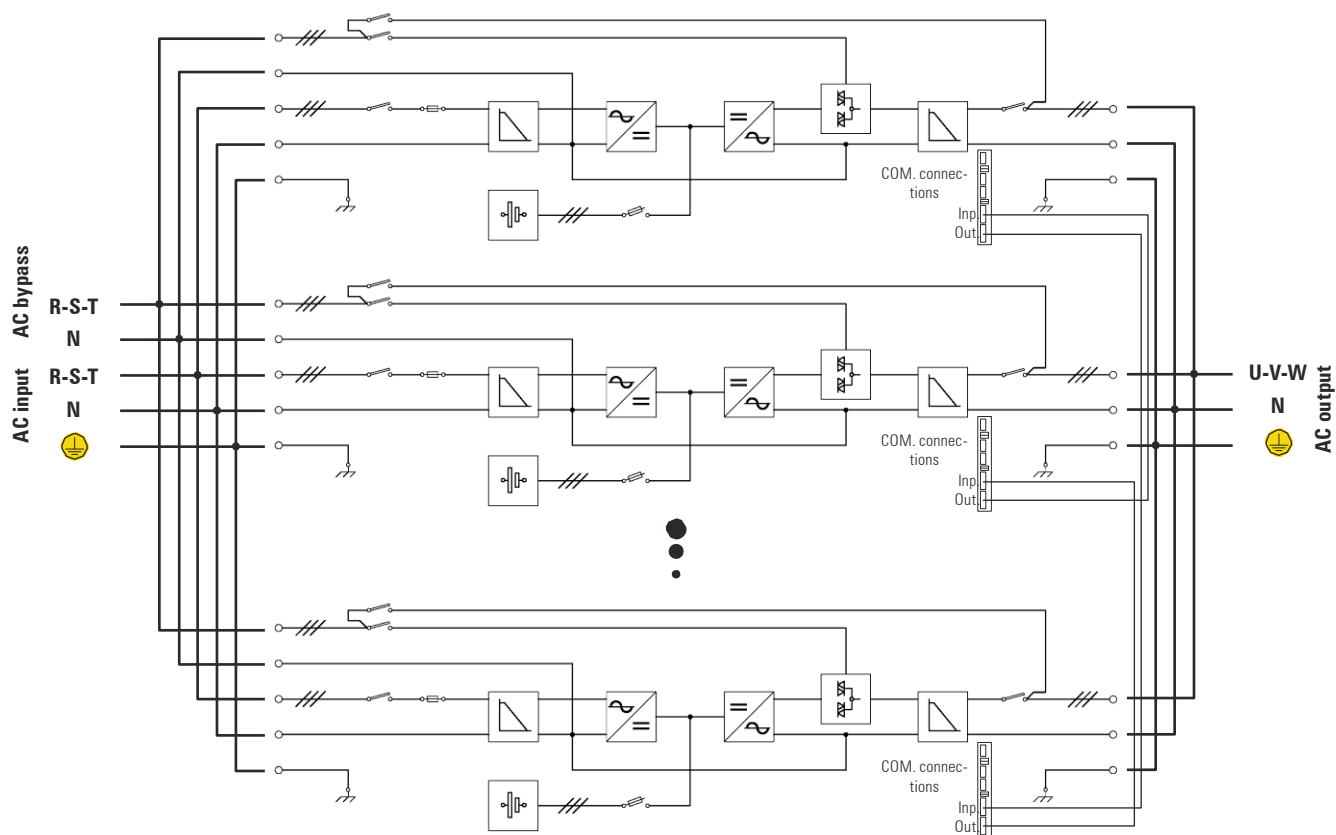 COM. connec-
tions
Inp.
Out.
AC bypass
R-S-T
N
AC input
R-S-T
N
COM. connec-
tions
Inp.
Out.
U-V-W
N
AC output
COM. connec-
tions
Inp.
Out.